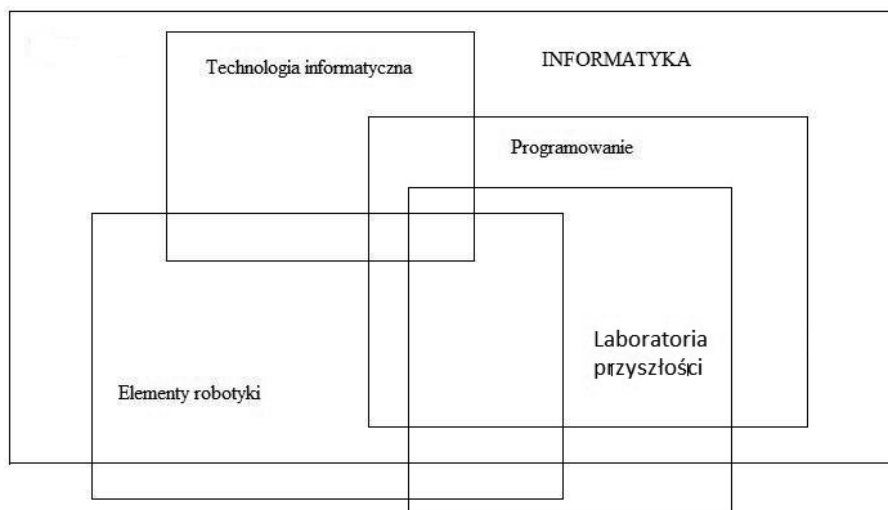 Technologia informatyczna
INFORMATYKA
Programowanie
Laboratoria
przyszłości
Elementy robotyki